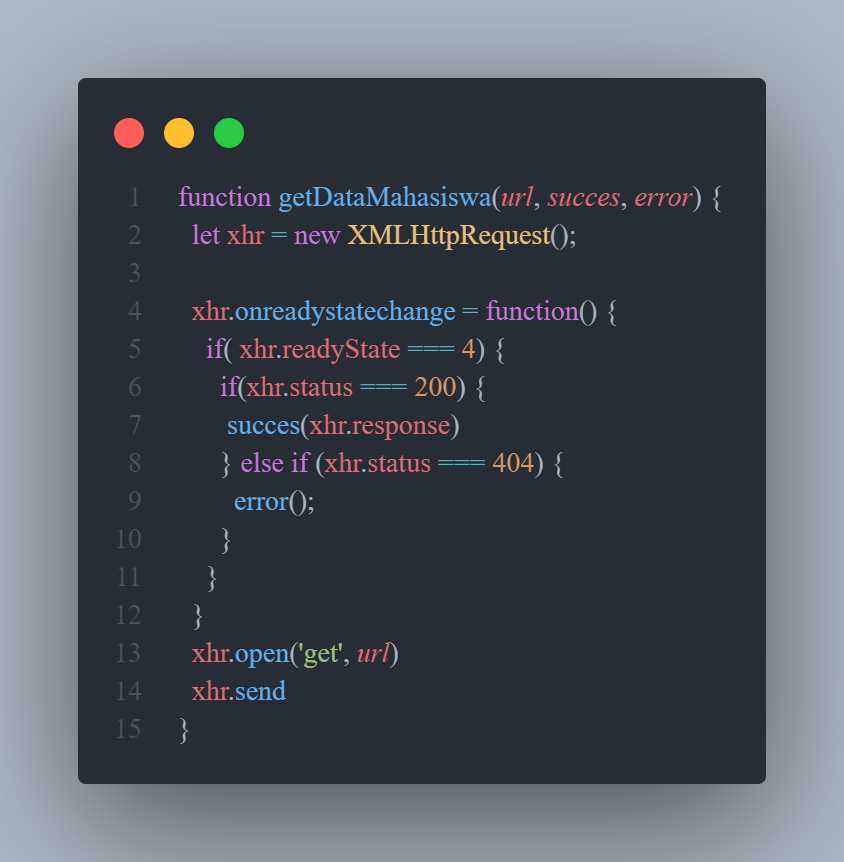 1 function getDataMahasiswa(url, succes, error) {
2 let xhr = new XMLHttpRequest();
3
4 xhr.onreadystatechange = function() {
5 if( xhr.readyState === 4) {
6 if(xhr.status === 200) {
7 succes(xhr.response)
8 } else if (xhr.status === 404) {
9 error();
10 }
11 }
12 }
13 xhr.open('get', url)
14 xhr.send
15 }